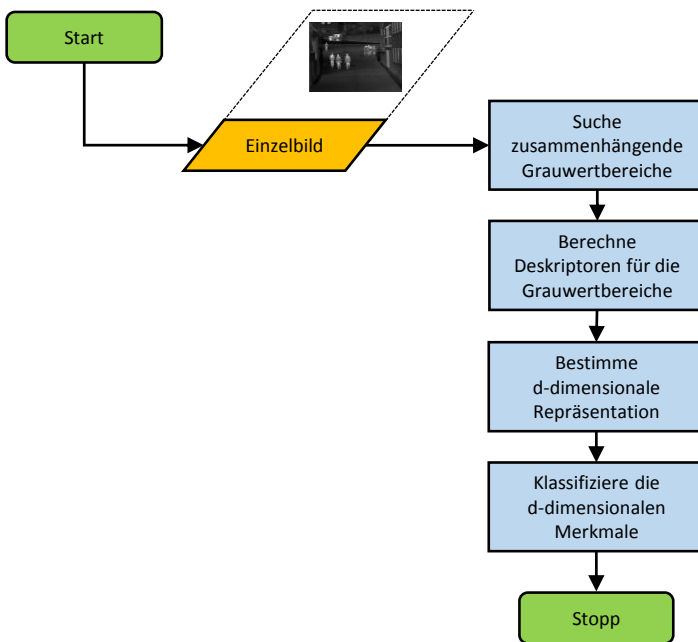 Start
Einzelbild
Suche
zusammenhängende
Grauwertbereiche
Berechne
Deskriptoren für die
Grauwertbereiche
Bestimme
d-dimensionale
Repräsentation
Klassifiziere die
d-dimensionalen
Merkmale
Stopp